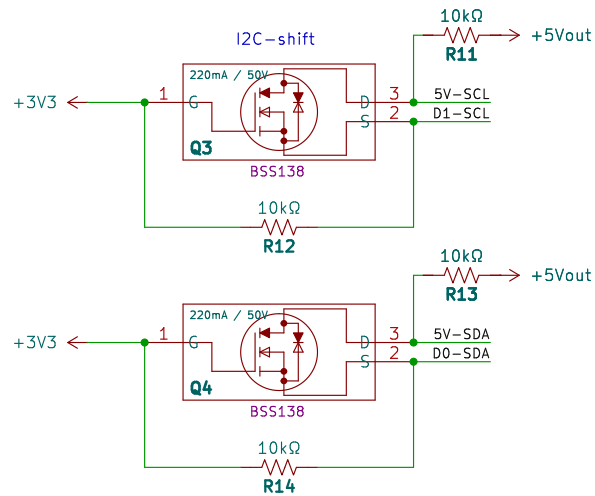 10kΩ
I2C-shift
+5Vout
R11
220mA / 50V
+3V3
1
G
D
3
5V-SCL
S
2
D1-SCL
Q3
BSS138
10kΩ
R12
10kΩ
+5Vout
R13
220mA / 50V
+3V3
1
G
D
3
5V-SDA
S
2
D0-SDA
Q4
BSS138
10kΩ
R14